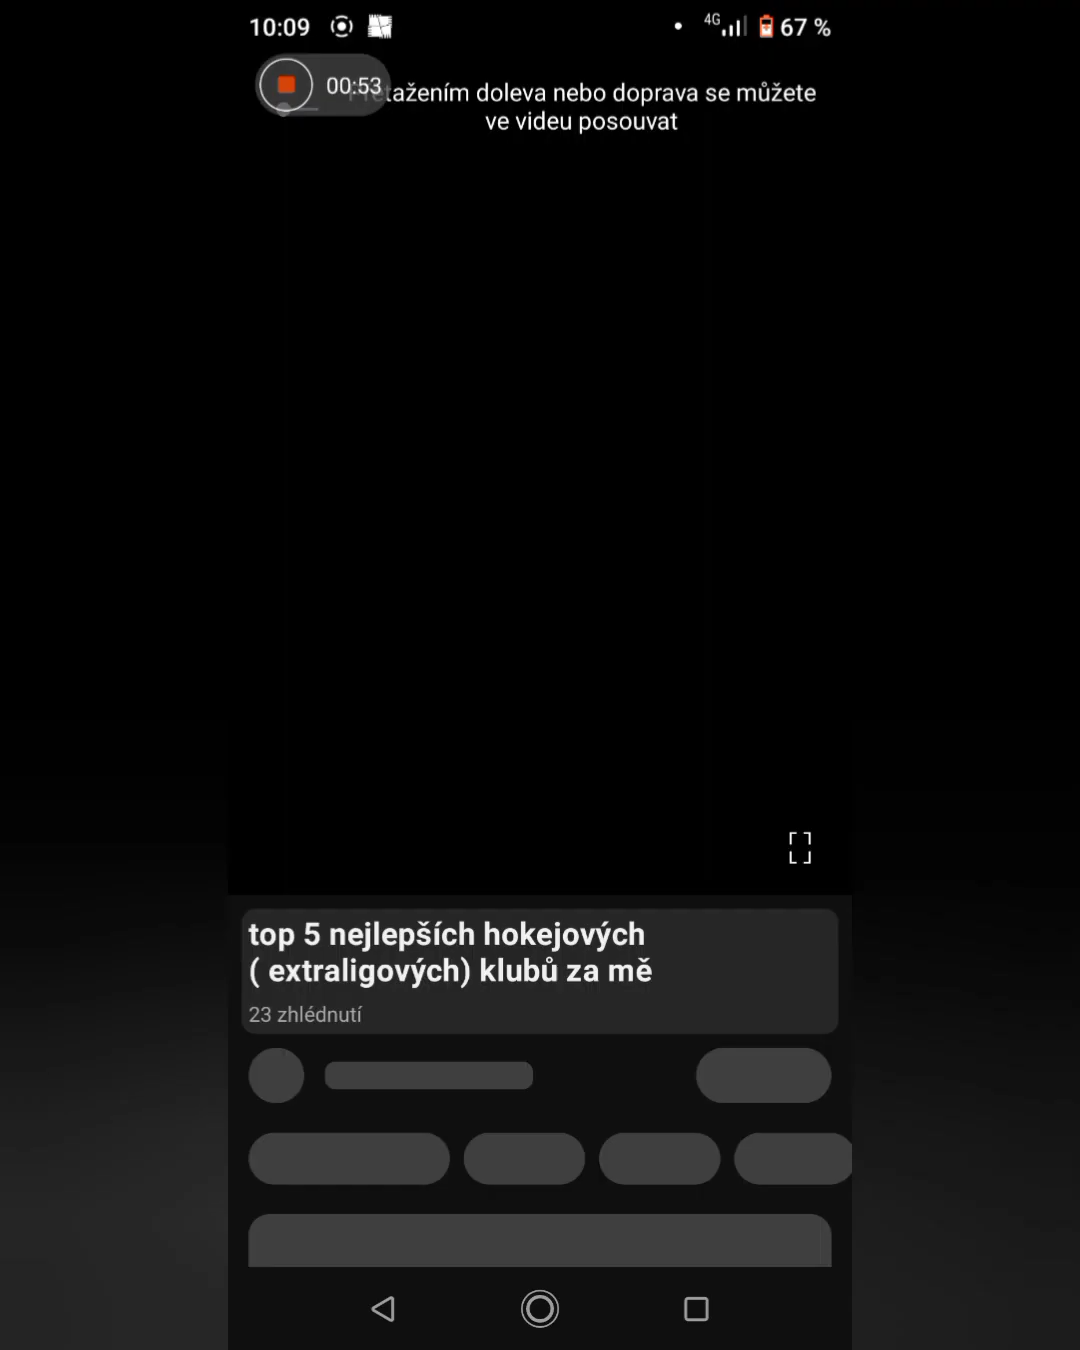 10:09
4G
67 %
00:53
tažením doleva nebo doprava se můžete
ve videu posouvat
top 5 nejlepších hokejových
( extraligových) klubů za mě
23 zhlédnutí